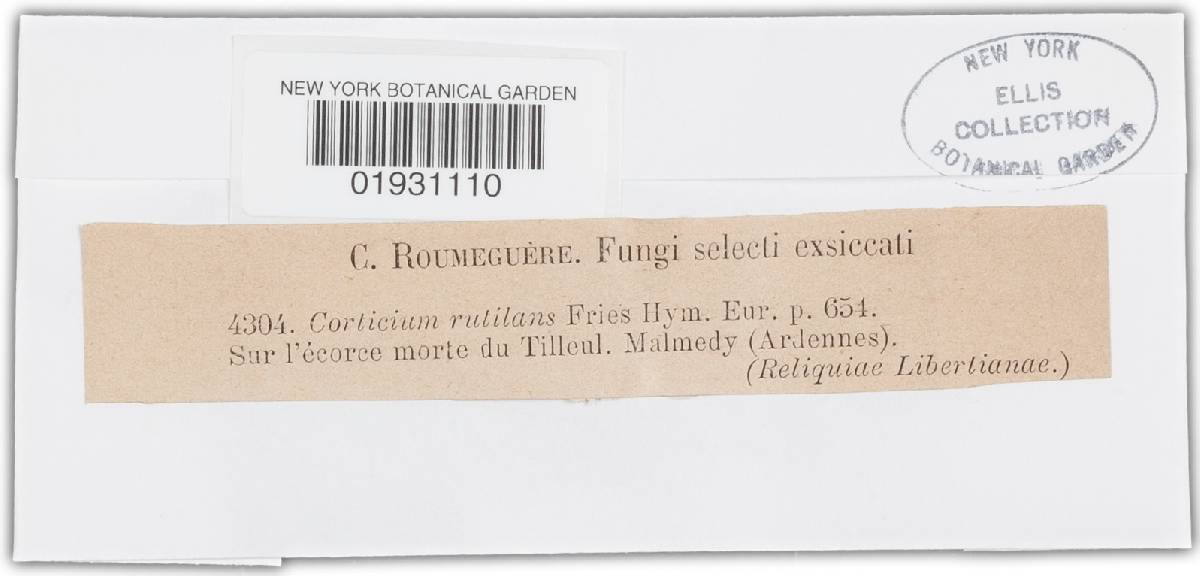 NEW YORK BOTANICAL GARDEN
01931110
NEW YORK
ELLIS
COLLECTION
BOTANICAL GARDEN
C. ROUMEGUÈRE. Fungi selecti exsiccati
4304. Corticium rutilans Fries Hym. Eur. p. 654.
Sur l'écorce morte du Tilleul. Malmedy (Ardennes).
(Reliquiae Libertianae.)